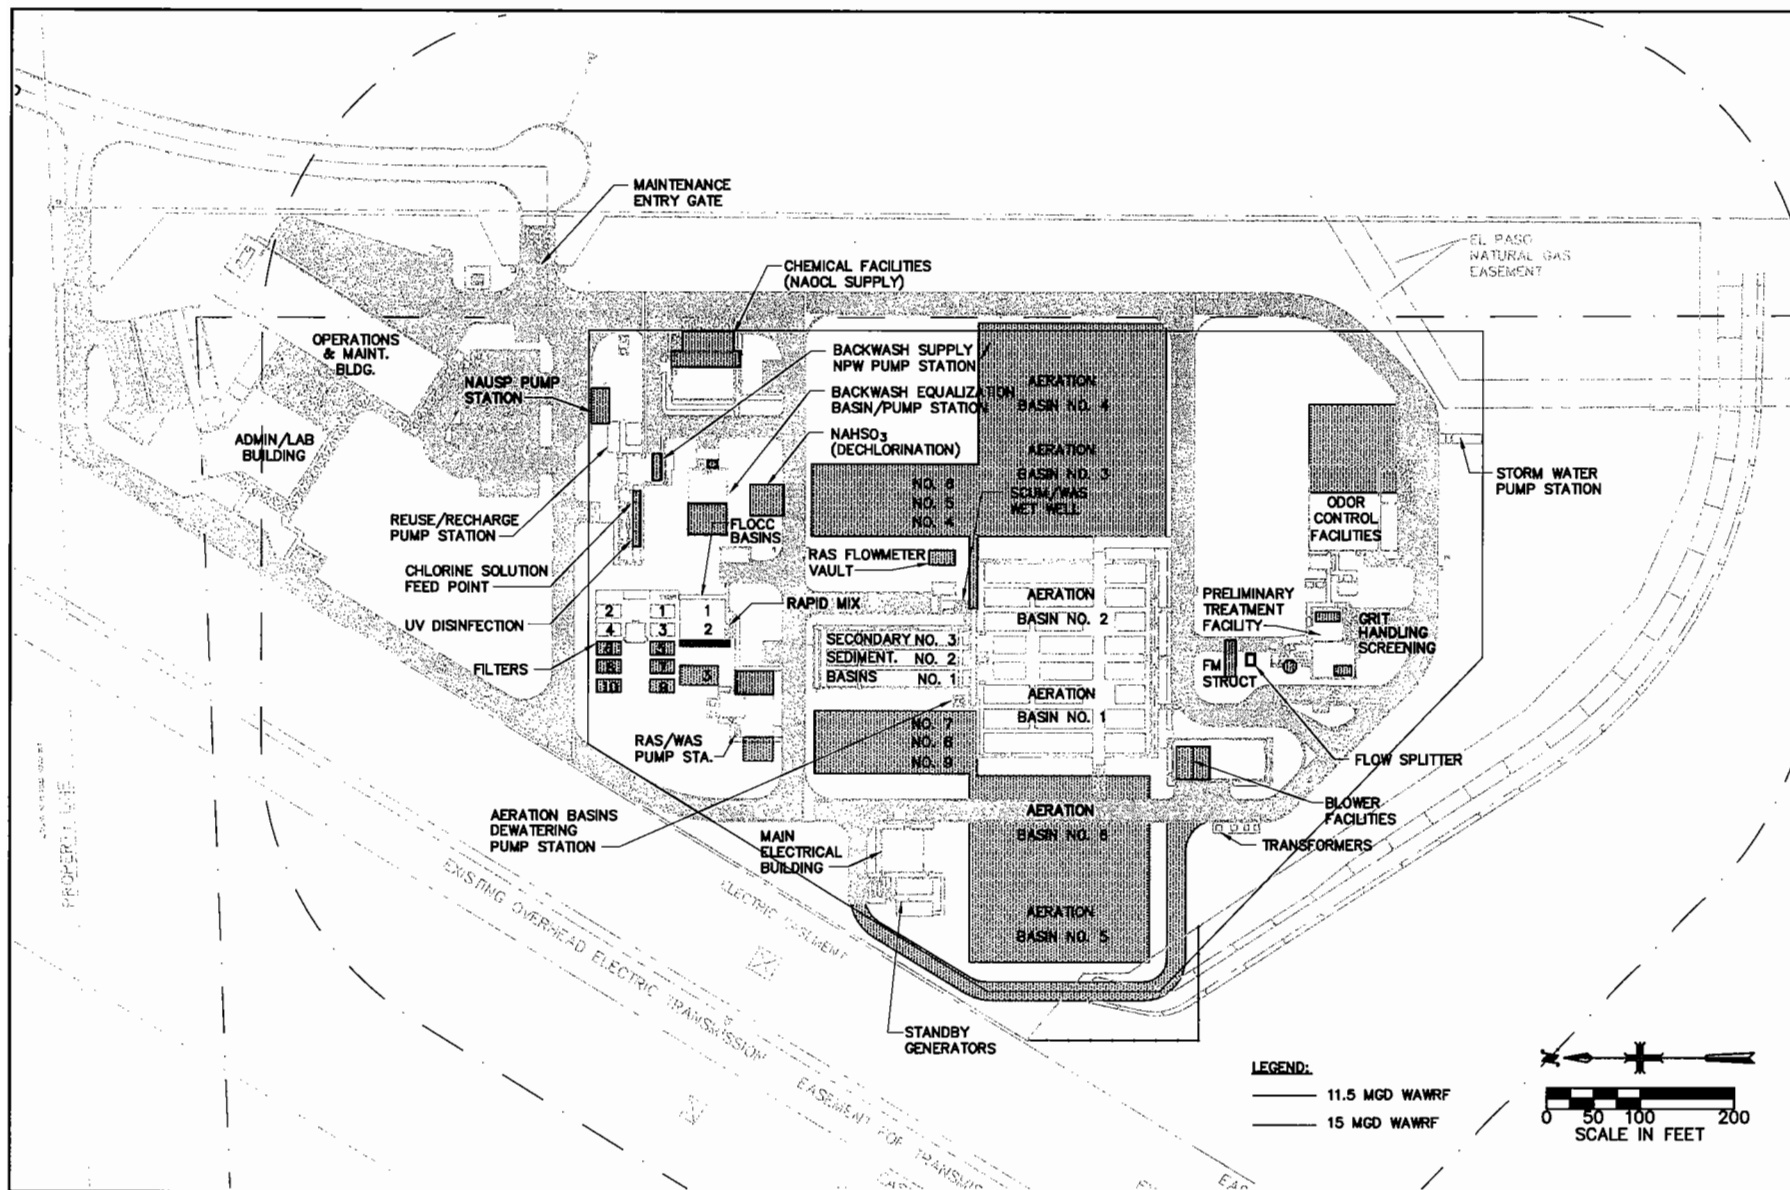 MAINTENANCE
ENTRY GATE
EL PASO
NATURAL GAS
EASEMENT
CHEMICAL FACILITIES
(NAOCL SUPPLY)
OPERATIONS
& MAINT.
BLDG.
BACKWASH SUPPLY
NPW PUMP STATION
NAUSP PUMP
STATION
BACKWASH EQUALIZATION
BASIN/PUMP STATION
AERATION
BASIN NO. 4
ADMIN/LAB
BUILDING
NAHSO3
(DECHLORINATION)
AERATION
BASIN NO. 3
STORM WATER
PUMP STATION
NO. 6
NO. 5
NO. 4
SCUM/WAS
WET WELL
ODOR
CONTROL
FACILITIES
REUSE/RECHARGE
PUMP STATION
FLOCC
BASINS
RAS FLOWMETER
VAULT
CHLORINE SOLUTION
FEED POINT
PRELIMINARY
TREATMENT
FACILITY
AERATION
BASIN NO. 2
RAPID MIX
UV DISINFECTION
GRIT
HANDLING
SCREENING
2 1 1
4 3 2
SECONDARY NO. 3
SEDIMENT. NO. 2
BASINS NO. 1
FILTERS
10 9
FM
STRUCT
AERATION
BASIN NO. 1
NO. 7
NO. 8
NO. 9
RAS/WAS
PUMP STA.
FLOW SPLITTER
AERATION BASINS
DEWATERING
PUMP STATION
MAIN
ELECTRICAL
BUILDING
AERATION
BASIN NO. 6
BLOWER
FACILITIES
TRANSFORMERS
PROPERTY LINE
EXISTING OVERHEAD ELECTRIC TRANSMISSION
ELECTRIC EASEMENT
AERATION
BASIN NO. 5
STANDBY
GENERATORS
EASEMENT FOR
LEGEND:
11.5 MGD WAWRF
15 MGD WAWRF
0 50 100 200
SCALE IN FEET